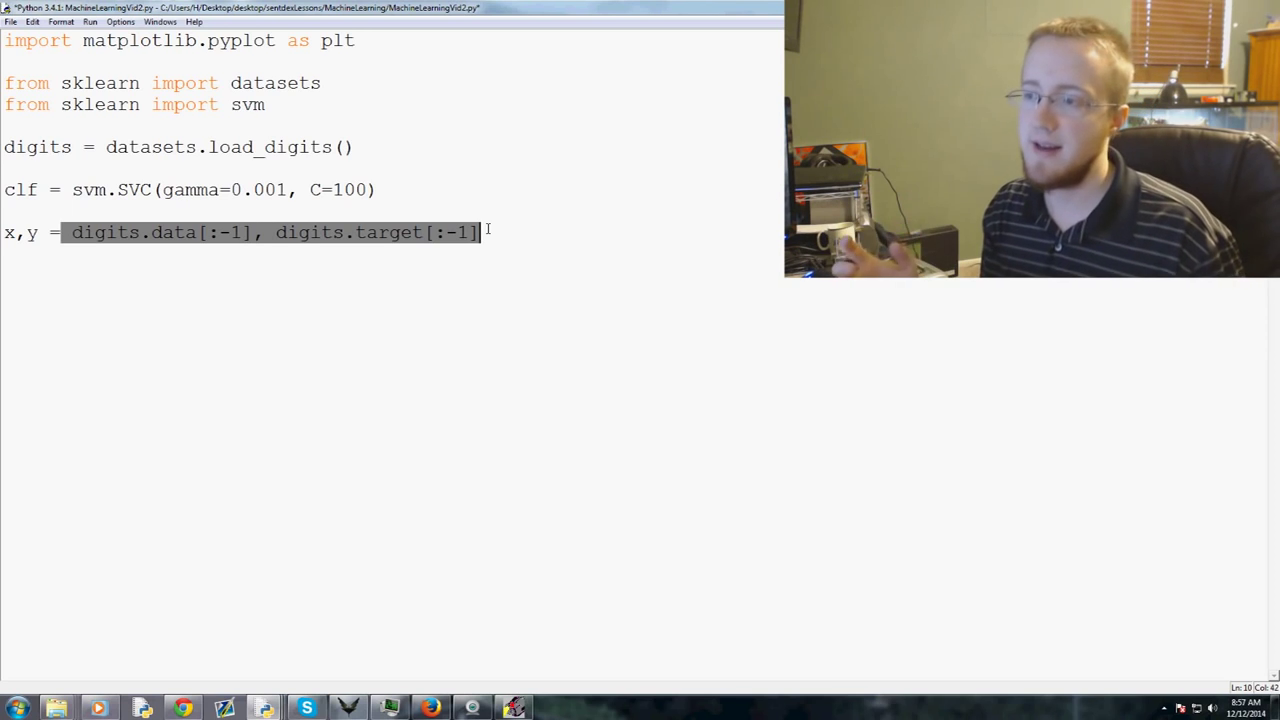 *Python 3.4.1: MachineLearningVid2.py - C:/Users/H/Desktop/desktop/sentdexLessons/MachineLearning/MachineLearningVid2.py*
File Edit Format Run Options Windows Help
import matplotlib.pyplot as plt
from sklearn import datasets
from sklearn import svm
digits = datasets.load_digits()
clf = svm.SVC(gamma=0.001, C=100)
x,y = digits.data[:-1], digits.target[:-1]
Ln: 10 Col: 42
8:57 AM
12/12/2014